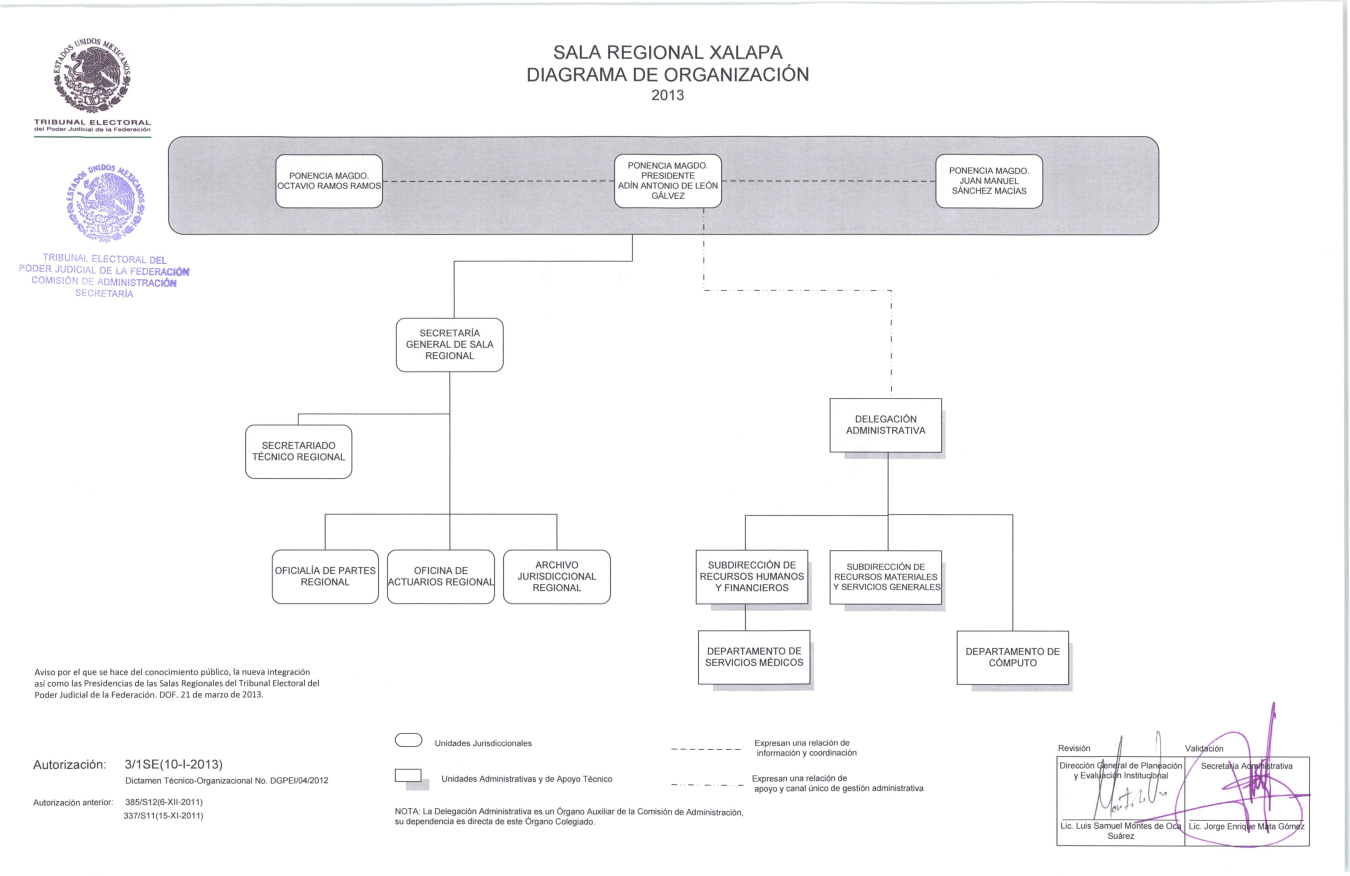 SALA REGIONAL XALAPA
DIAGRAMA DE ORGANIZACIÓN
2013
ESTADOS UNIDOS MEXICANOS
TRIBUNAL ELECTORAL
del Poder Judicial de la Federación
ESTADOS UNIDOS MEXICANOS
TRIBUNAL ELECTORAL DEL
PODER JUDICIAL DE LA FEDERACIÓN
COMISIÓN DE ADMINISTRACIÓN
SECRETARÍA
PONENCIA MAGDO.
OCTAVIO RAMOS RAMOS
PONENCIA MAGDO.
PRESIDENTE
ADÍN ANTONIO DE LEÓN
GÁLVEZ
PONENCIA MAGDO.
JUAN MANUEL
SÁNCHEZ MACÍAS
SECRETARÍA
GENERAL DE SALA
REGIONAL
SECRETARIADO
TÉCNICO REGIONAL
DELEGACIÓN
ADMINISTRATIVA
OFICIALÍA DE PARTES
REGIONAL
OFICINA DE
ACTUARIOS REGIONAL
ARCHIVO
JURISDICCIONAL
REGIONAL
SUBDIRECCIÓN DE
RECURSOS HUMANOS
Y FINANCIEROS
SUBDIRECCIÓN DE
RECURSOS MATERIALES
Y SERVICIOS GENERALES
DEPARTAMENTO DE
SERVICIOS MÉDICOS
DEPARTAMENTO DE
CÓMPUTO
Aviso por el que se hace del conocimiento público, la nueva integración
así como las Presidencias de las Salas Regionales del Tribunal Electoral del
Poder Judicial de la Federación. DOF. 21 de marzo de 2013.
Autorización: 3/1SE(10-I-2013)
Dictamen Técnico-Organizacional No. DGPEI/04/2012
Autorización anterior: 385/S12(6-XII-2011)
337/S11(15-XI-2011)
Unidades Jurisdiccionales
Unidades Administrativas y de Apoyo Técnico
Expresan una relación de
información y coordinación
Expresan una relación de
apoyo y canal único de gestión administrativa
NOTA: La Delegación Administrativa es un Órgano Auxiliar de la Comisión de Administración,
su dependencia es directa de este Órgano Colegiado.
Revisión
Validación
Dirección General de Planeación
y Evaluación Institucional
Secretaría Administrativa
Lic. Luis Samuel Montes de Oca
Suárez
Lic. Jorge Enrique Mata Gómez